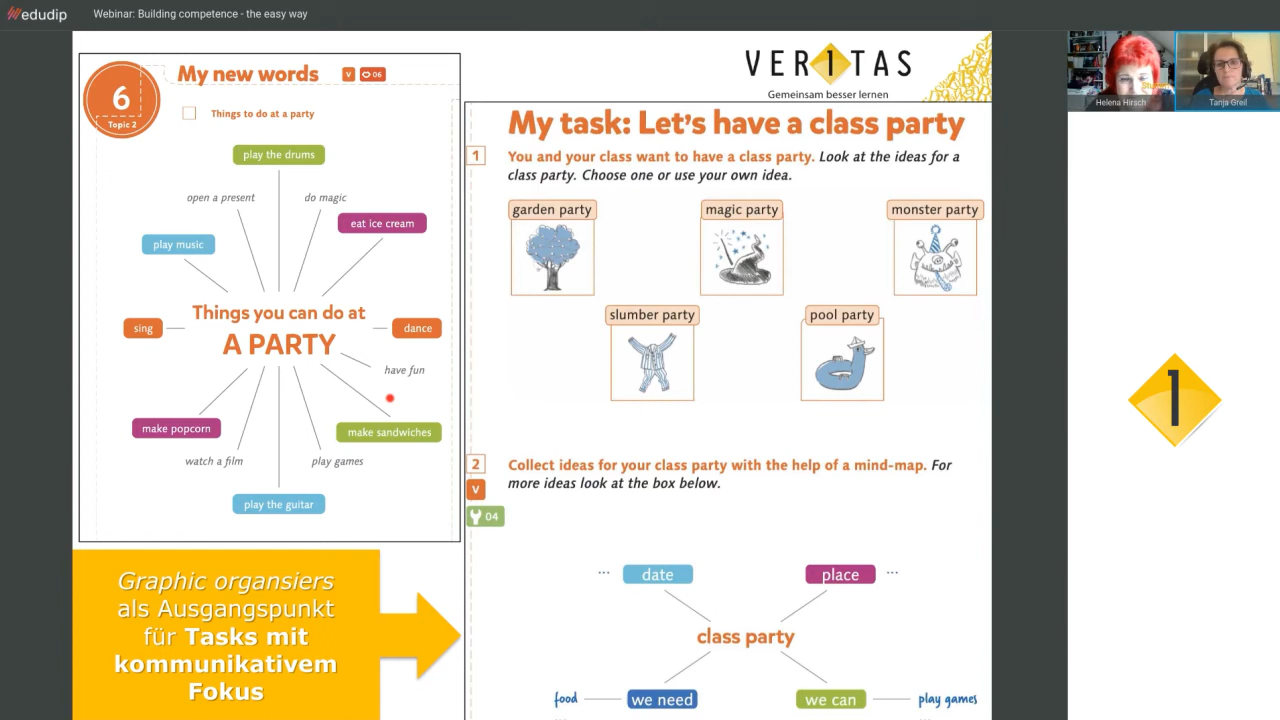 edudip
Webinar: Building competence - the easy way
6
Topic 2
My new words
V
06
Things to do at a party
play the drums
open a present
do magic
eat ice cream
play music
Things you can do at
A PARTY
sing
dance
have fun
make popcorn
make sandwiches
watch a film
play games
play the guitar
Graphic organsiers
als Ausgangspunkt
für Tasks mit
kommunikativem
Fokus
VER1TAS
Gemeinsam besser lernen
My task: Let's have a class party
1
You and your class want to have a class party. Look at the ideas for a
class party. Choose one or use your own idea.
garden party
magic party
monster party
slumber party
pool party
2
Collect ideas for your class party with the help of a mind-map. For
more ideas look at the box below.
V
04
... date
place ...
class party
food
we need
we can
play games
...
...
Helena Hirsch
Tanja Greil
1